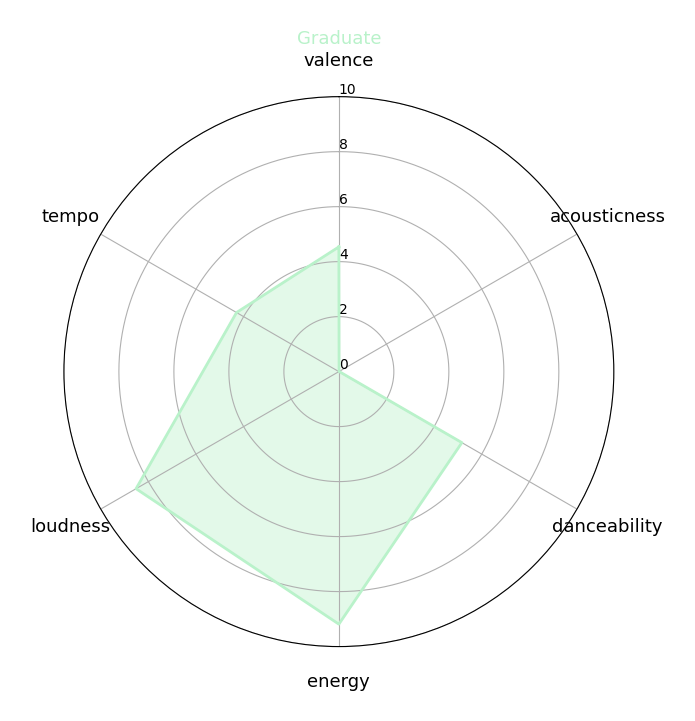 Graduate
valence
10
8
6
4
2
0
tempo
acousticness
loudness
danceability
energy